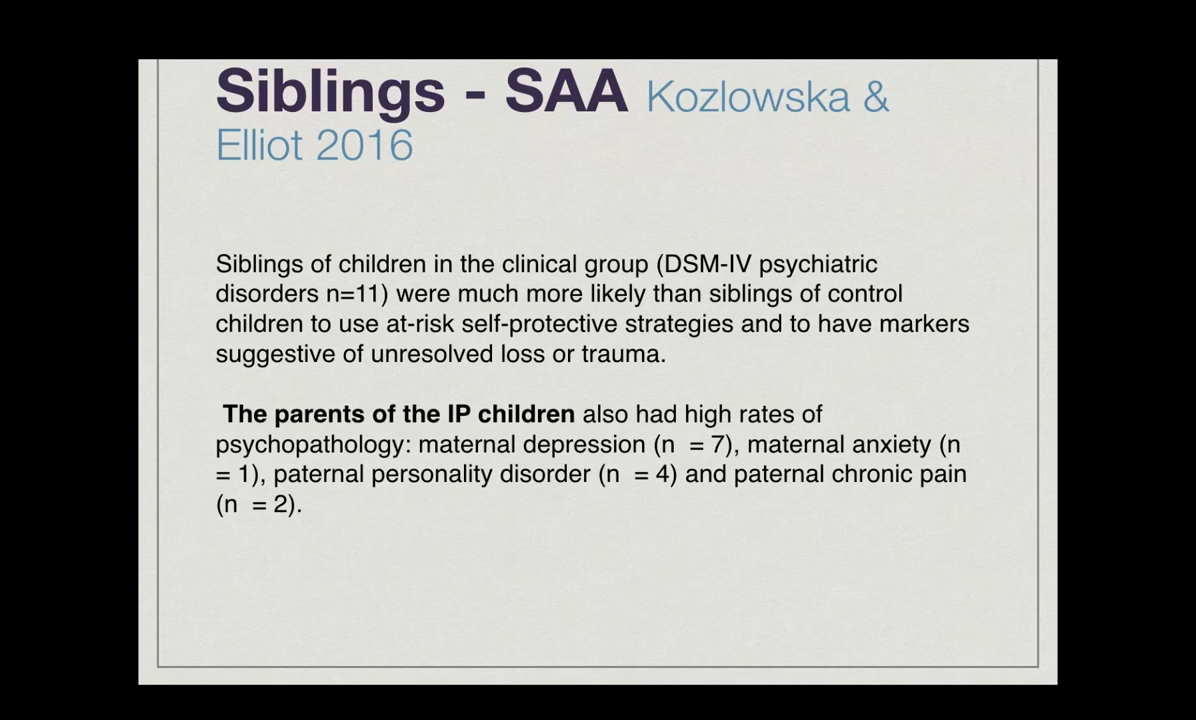 Siblings - SAA Kozlowska &
Elliot 2016
Siblings of children in the clinical group (DSM-IV psychiatric
disorders n=11) were much more likely than siblings of control
children to use at-risk self-protective strategies and to have markers
suggestive of unresolved loss or trauma.
The parents of the IP children also had high rates of
psychopathology: maternal depression (n  = 7), maternal anxiety (n
= 1), paternal personality disorder (n  = 4) and paternal chronic pain
(n  = 2).